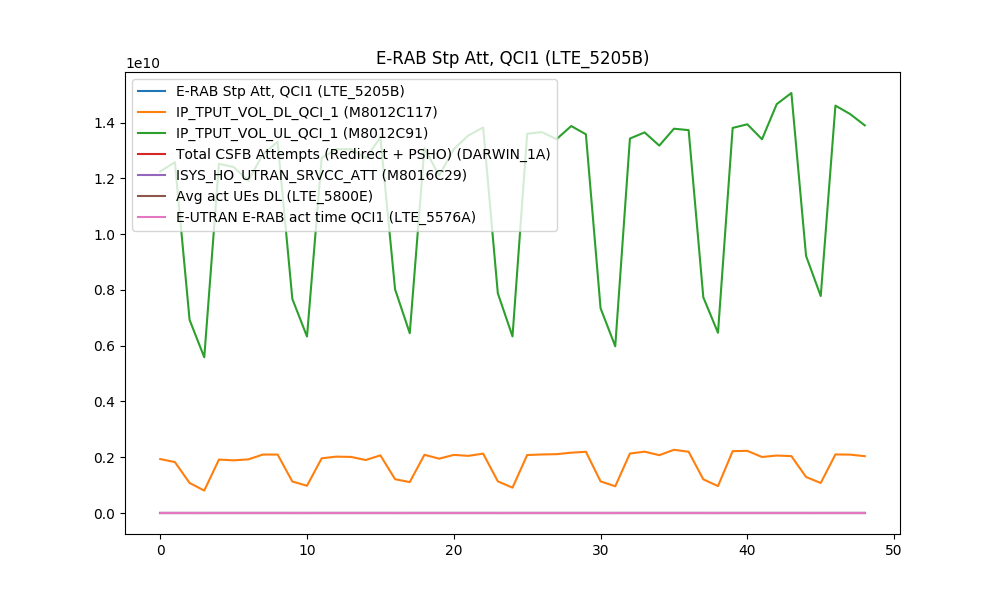 E-RAB Stp Att, QCI1 (LTE_5205B)
1e10
E-RAB Stp Att, QCI1 (LTE_5205B)
IP_TPUT_VOL_DL_QCI_1 (M8012C117)
IP_TPUT_VOL_UL_QCI_1 (M8012C91)
Total CSFB Attempts (Redirect + PSHO) (DARWIN_1A)
ISYS_HO_UTRAN_SRVCC_ATT (M8016C29)
Avg act UEs DL (LTE_5800E)
E-UTRAN E-RAB act time QCI1 (LTE_5576A)
1.4
1.2
1.0
0.8
0.6
0.4
0.2
0.0
0 10 20 30 40 50